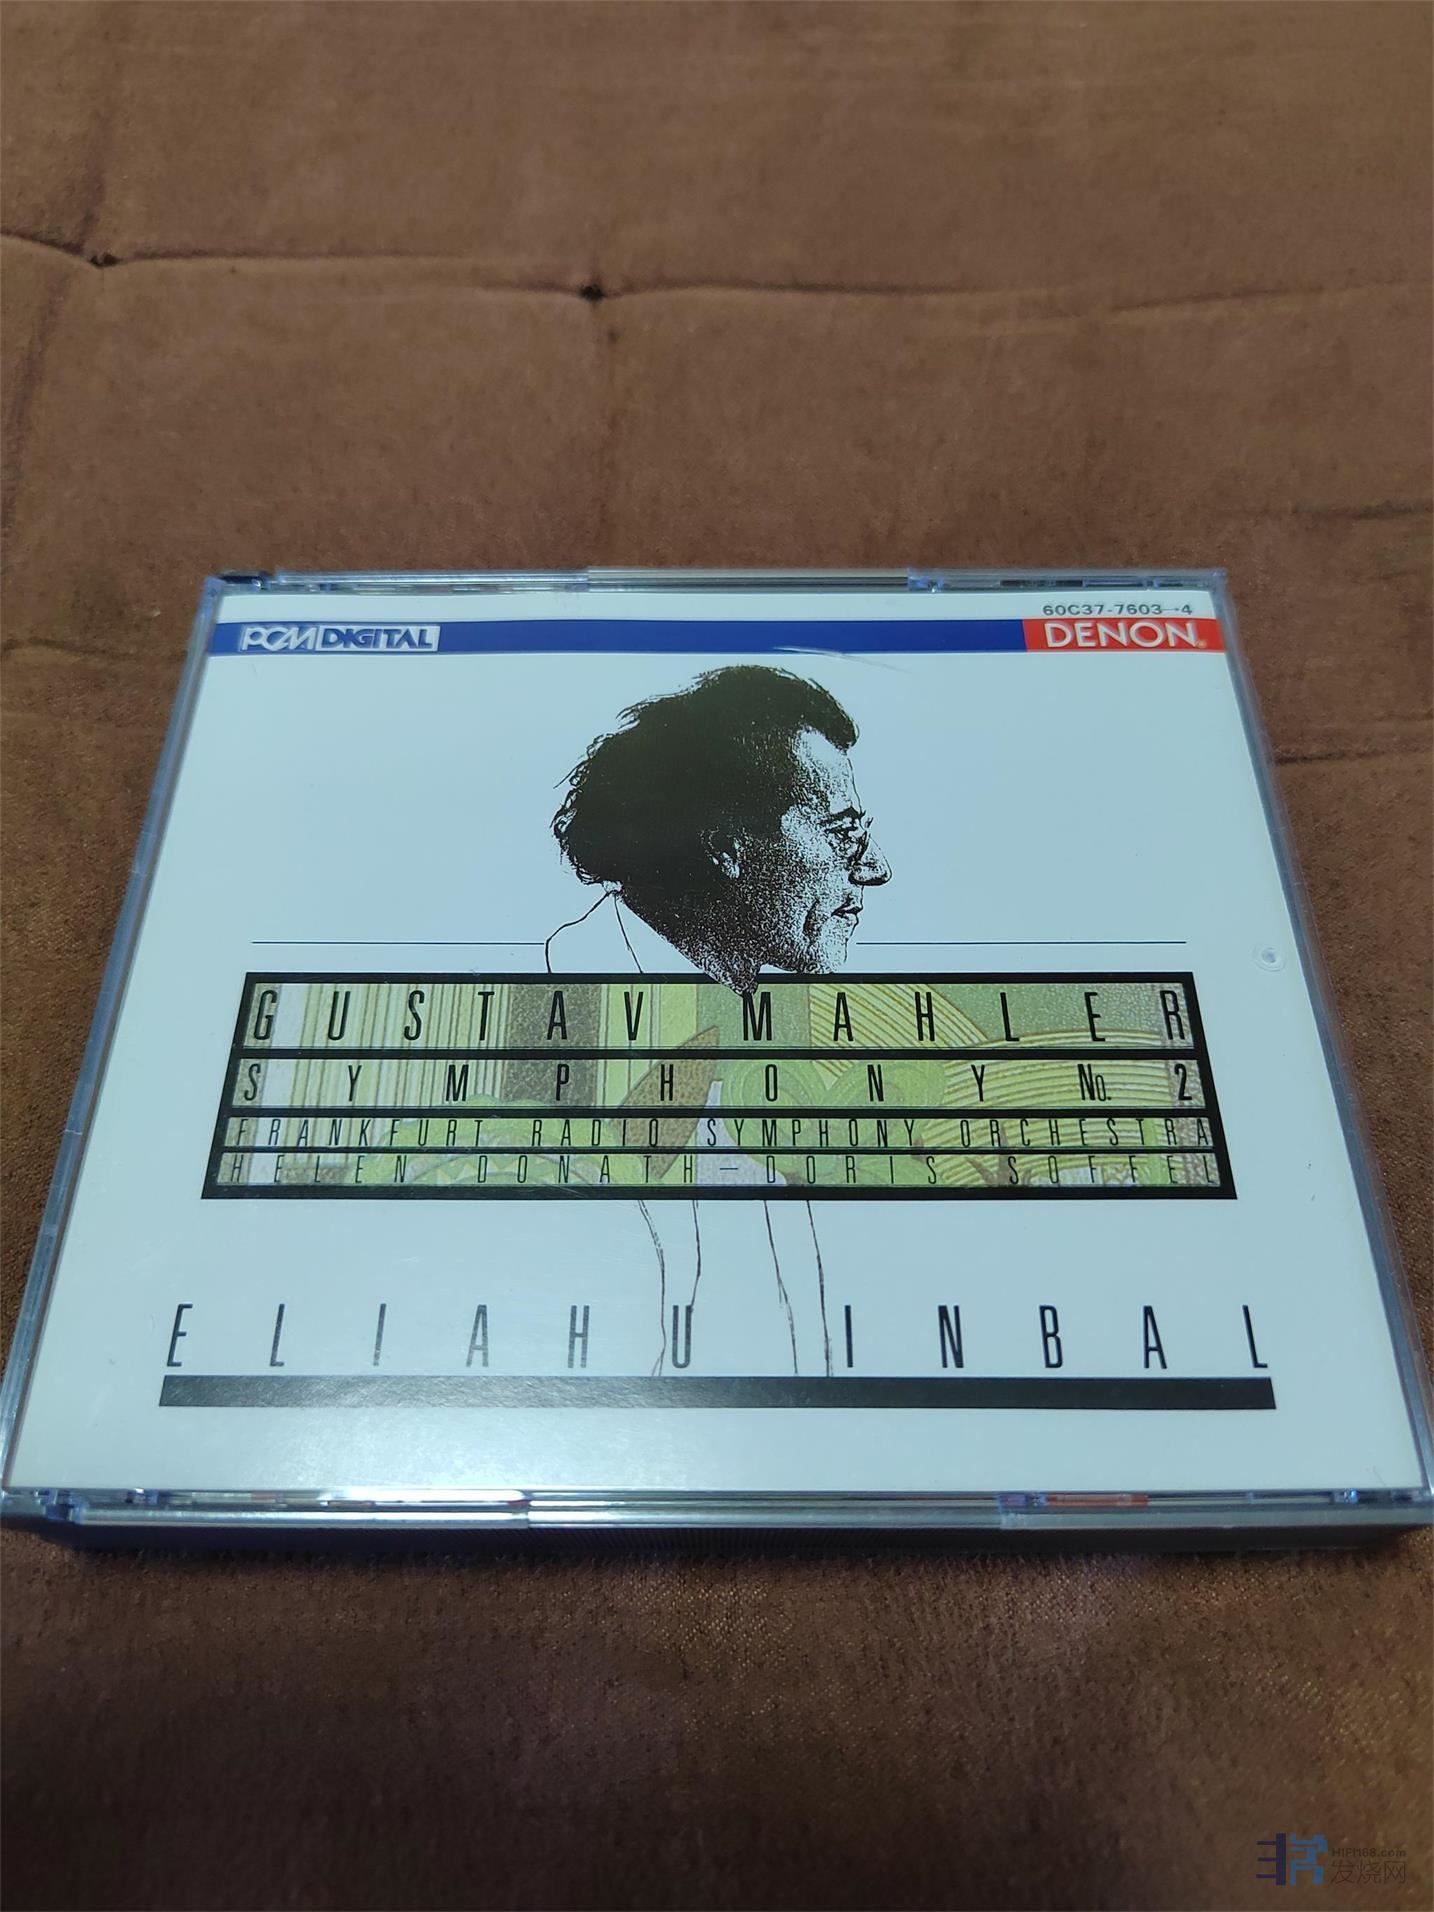 60C37-7603→4
PCM DIGITAL
DENON
GUSTAV MAHLER
SYMPHONY No. 2
FRANKFURT RADIO SYMPHONY ORCHESTRA
HELEN DONATH—DORIS SOFFEL
ELIAHU INBAL
HIFI168.com
发烧网